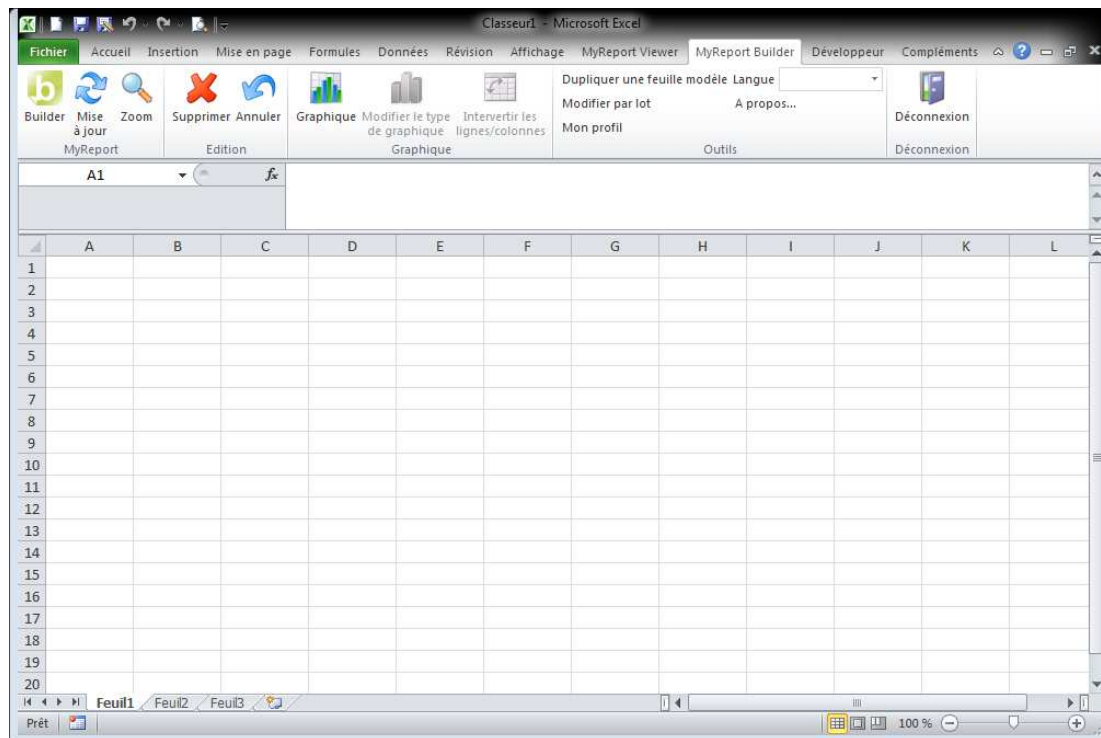 Classeur1 - Microsoft Excel
Fichier Accueil Insertion Mise en page Formules Données Révision Affichage MyReport Viewer MyReport Builder Développeur Compléments
Builder Mise à jour Zoom Supprimer Annuler Graphique Modifier le type de graphique Intervertir les lignes/colonnes Dupliquer une feuille modèle Langue
Modifier par lot A propos...
Mon profil
Déconnexion
MyReport Edition Graphique Outils Déconnexion
A1 fx
A B C D E F G H I J K L
1
2
3
4
5
6
7
8
9
10
11
12
13
14
15
16
17
18
19
20
Feuil1 Feuil2 Feuil3
Prêt 100 %